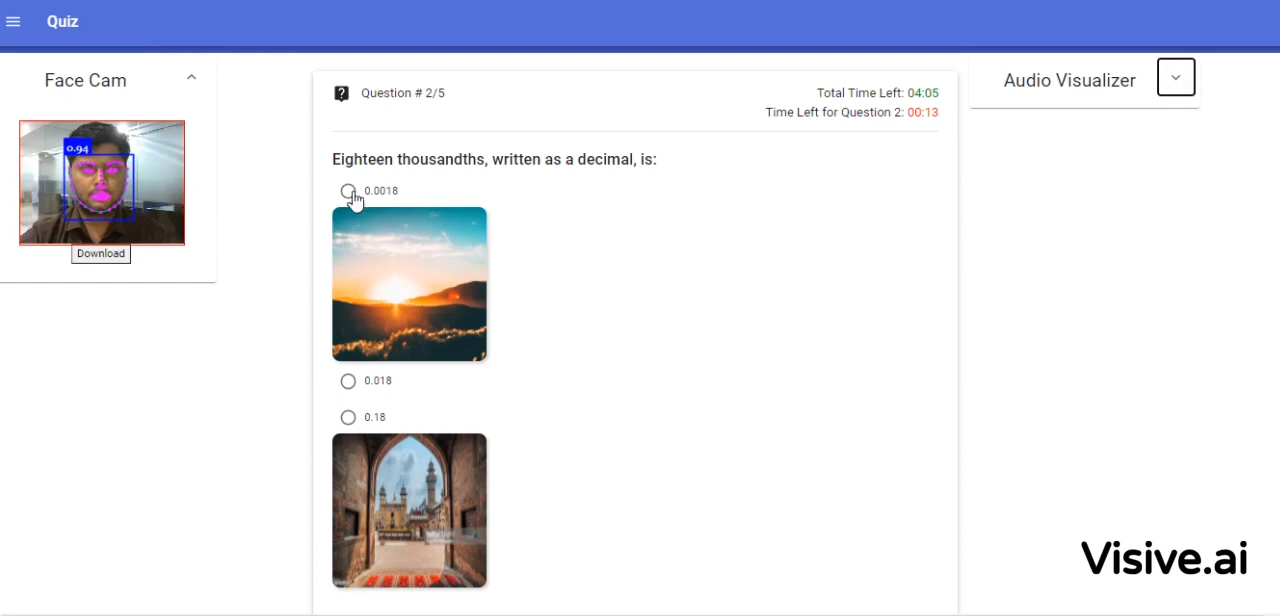 Quiz
Face Cam
0.94
Download
Question # 2/5
Total Time Left: 04:05
Time Left for Question 2: 00:13
Eighteen thousandths, written as a decimal, is:
0.0018
0.018
0.18
Audio Visualizer
Visive.ai